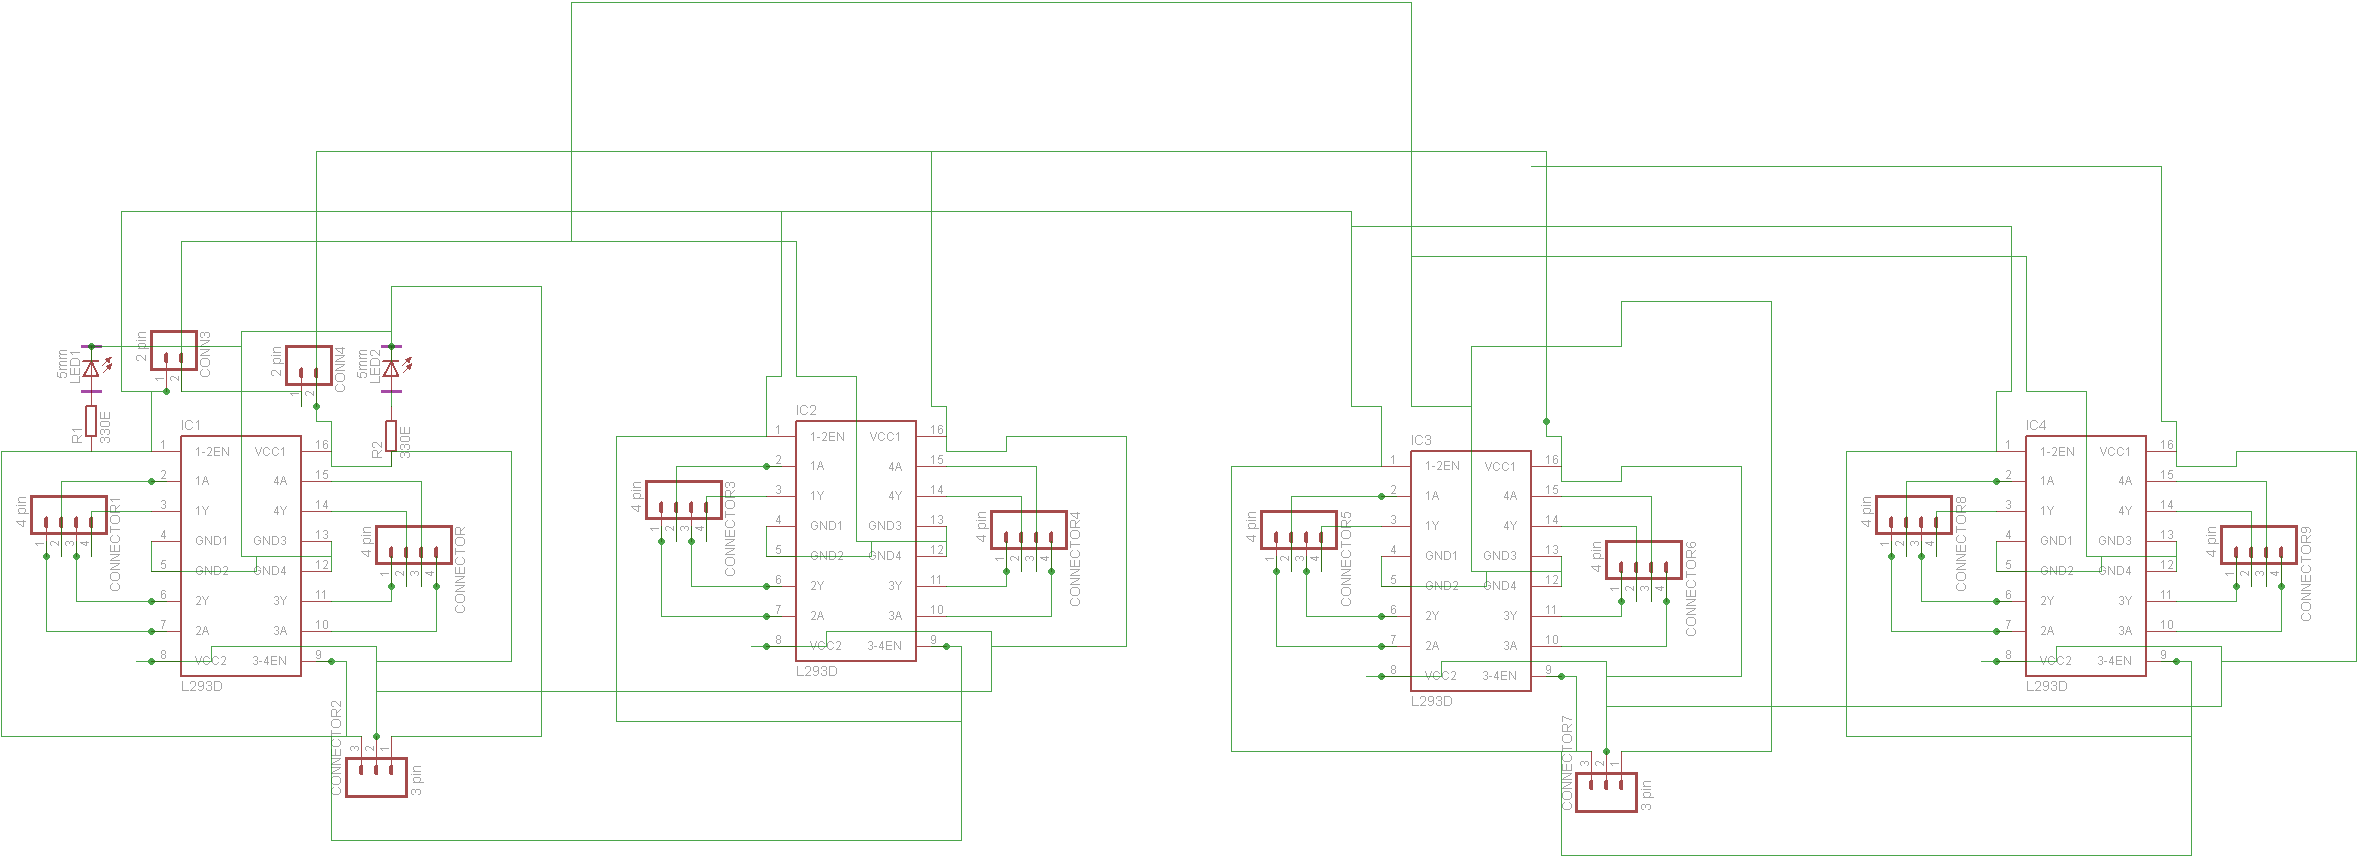 5mm
LED1
2 pin
CONN3
1
2
2 pin
CONN4
1
2
5mm
LED2
R1
330E
R2
330E
IC1
1 1-2EN VCC1 16
2 1A 4A 15
3 1Y 4Y 14
4 GND1 GND3 13
5 GND2 GND4 12
6 2Y 3Y 11
7 2A 3A 10
8 VCC2 3-4EN 9
L293D
4 pin
1 2 3 4
CONNECTOR1
4 pin
1 2 3 4
CONNECTOR
CONNECTOR2
3 2 1
3 pin
IC2
1 1-2EN VCC1 16
2 1A 4A 15
3 1Y 4Y 14
4 GND1 GND3 13
5 GND2 GND4 12
6 2Y 3Y 11
7 2A 3A 10
8 VCC2 3-4EN 9
L293D
4 pin
1 2 3 4
CONNECTOR3
4 pin
1 2 3 4
CONNECTOR4
IC3
1 1-2EN VCC1 16
2 1A 4A 15
3 1Y 4Y 14
4 GND1 GND3 13
5 GND2 GND4 12
6 2Y 3Y 11
7 2A 3A 10
8 VCC2 3-4EN 9
L293D
4 pin
1 2 3 4
CONNECTOR5
4 pin
1 2 3 4
CONNECTOR6
CONNECTOR7
3 2 1
3 pin
IC4
1 1-2EN VCC1 16
2 1A 4A 15
3 1Y 4Y 14
4 GND1 GND3 13
5 GND2 GND4 12
6 2Y 3Y 11
7 2A 3A 10
8 VCC2 3-4EN 9
L293D
4 pin
1 2 3 4
CONNECTOR8
4 pin
1 2 3 4
CONNECTOR9